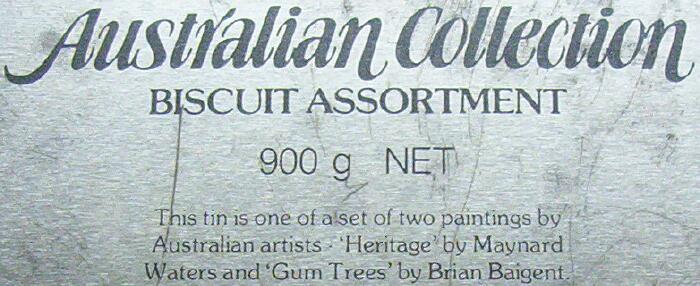 Australian Collection
BISCUIT ASSORTMENT
900 g NET
This tin is one of a set of two paintings by
Australian artists - 'Heritage' by Maynard
Waters and 'Gum Trees' by Brian Baigent.